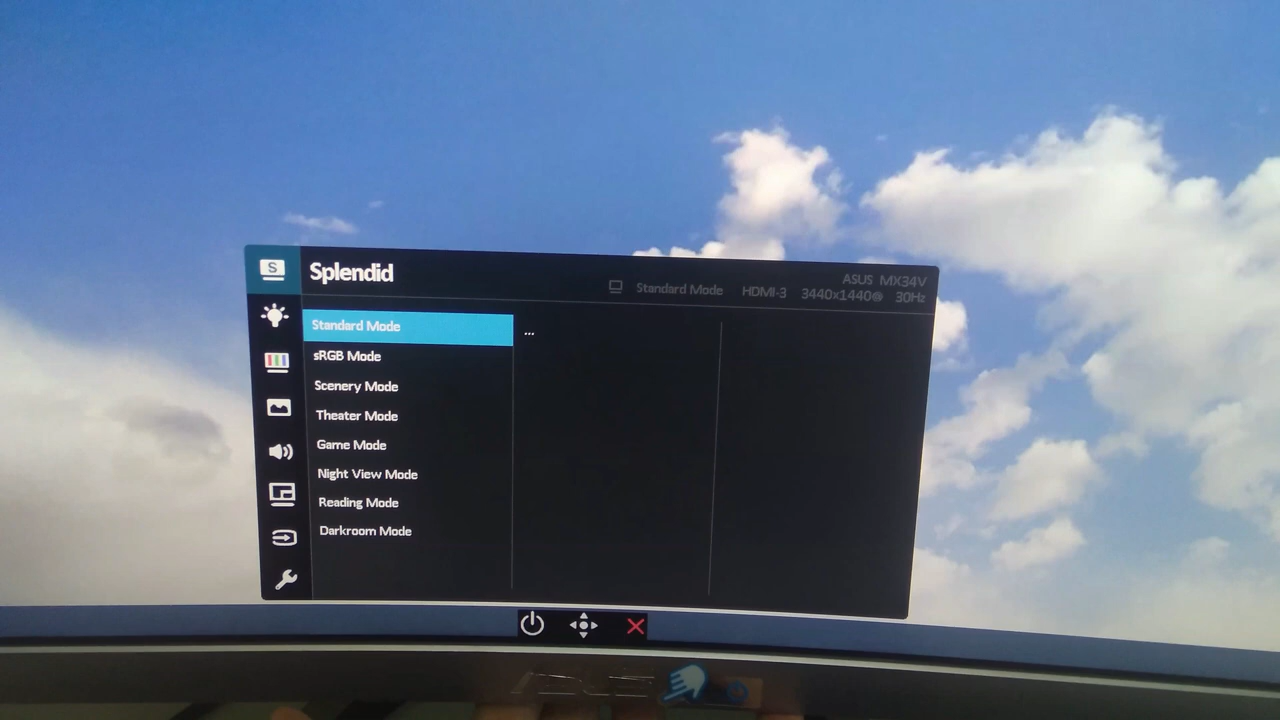 S
Splendid
ASUS MX34V
Standard Mode HDMI-3 3440x1440@ 30Hz
Standard Mode ...
sRGB Mode
Scenery Mode
Theater Mode
Game Mode
Night View Mode
Reading Mode
Darkroom Mode
ASUS